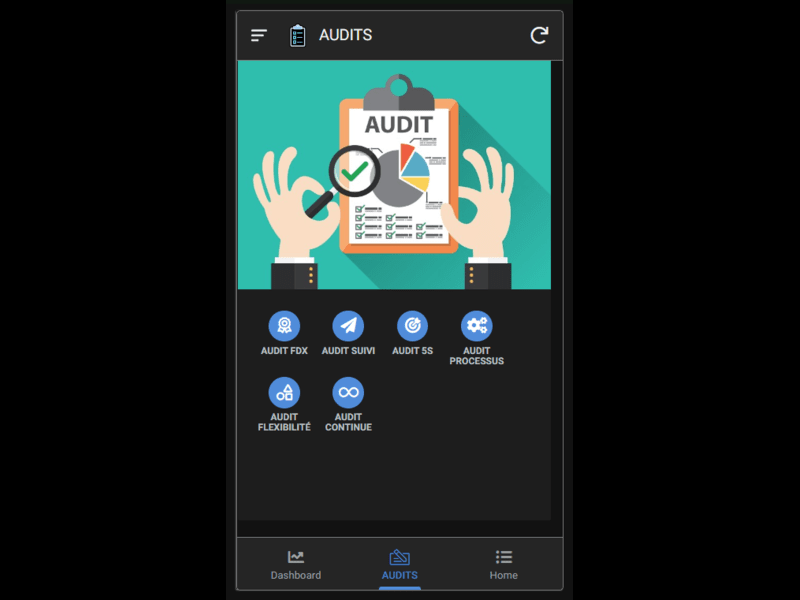 AUDITS
AUDIT
AUDIT FDX
AUDIT SUIVI
AUDIT 5S
AUDIT
PROCESSUS
AUDIT
FLEXIBILITÉ
AUDIT
CONTINUE
Dashboard
AUDITS
Home